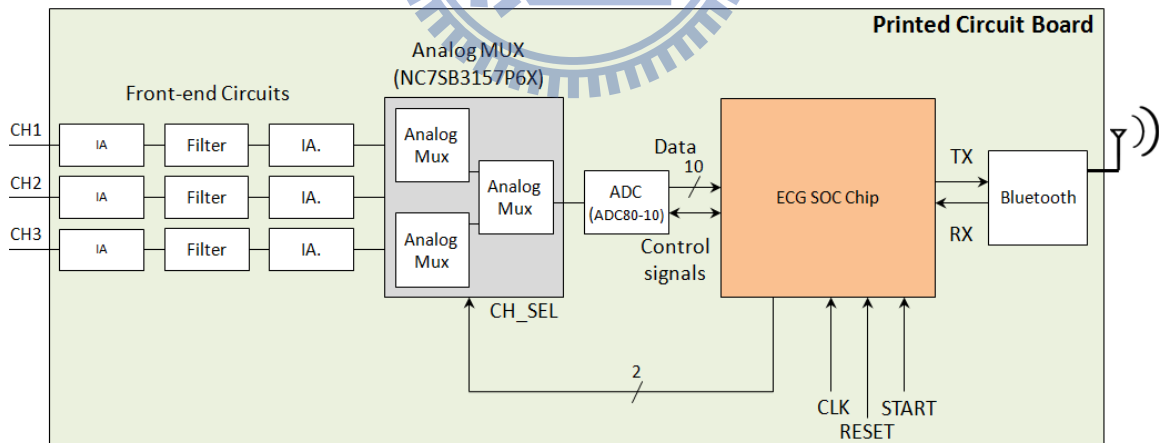 Printed Circuit Board
Analog MUX
(NC7SB3157P6X)
Front-end Circuits
CH1
IA
Filter
IA.
CH2
IA
Filter
IA.
CH3
IA
Filter
IA.
Analog
Mux
Analog
Mux
Analog
Mux
CH_SEL
ADC
(ADC80-10)
Data
10
Control
signals
ECG SOC Chip
TX
RX
Bluetooth
2
CLK
RESET
START